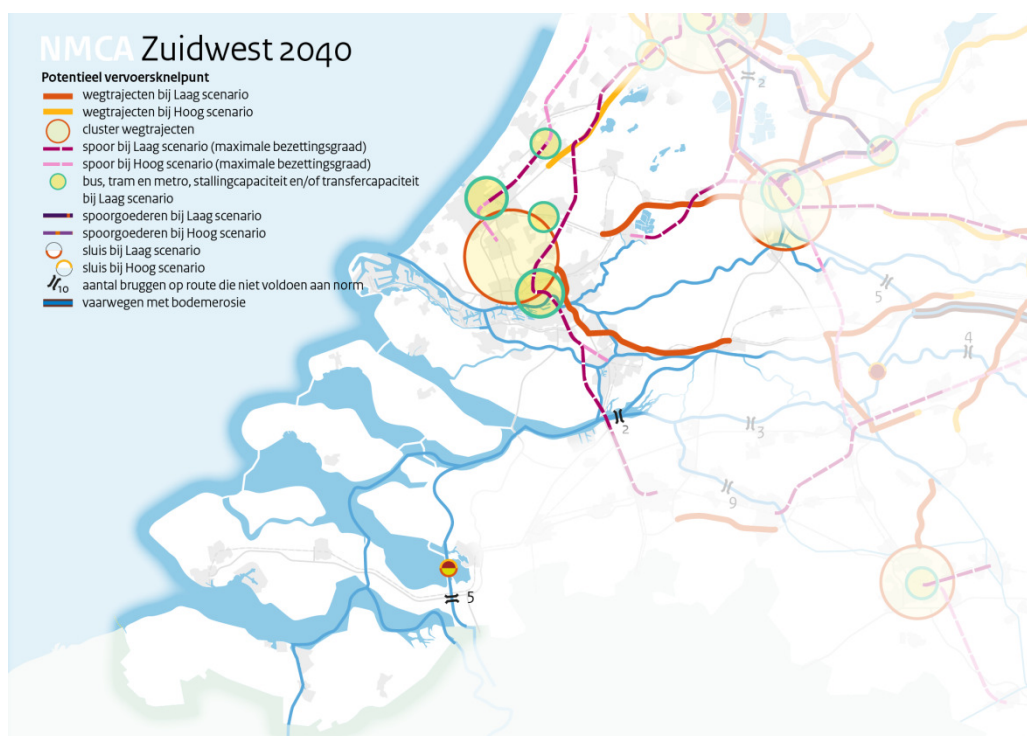 NMCA Zuidwest 2040
Potentieel vervoersknelpunt
wegtrajecten bij Laag scenario
wegtrajecten bij Hoog scenario
cluster wegtrajecten
spoor bij Laag scenario (maximale bezettingsgraad)
spoor bij Hoog scenario (maximale bezettingsgraad)
bus, tram en metro, stallingcapaciteit en/of transfercapaciteit
bij Laag scenario
spoorgoederen bij Laag scenario
spoorgoederen bij Hoog scenario
sluis bij Laag scenario
sluis bij Hoog scenario
10 aantal bruggen op route die niet voldoen aan norm
vaarwegen met bodemerosie
2
5
4
2
3
9
5